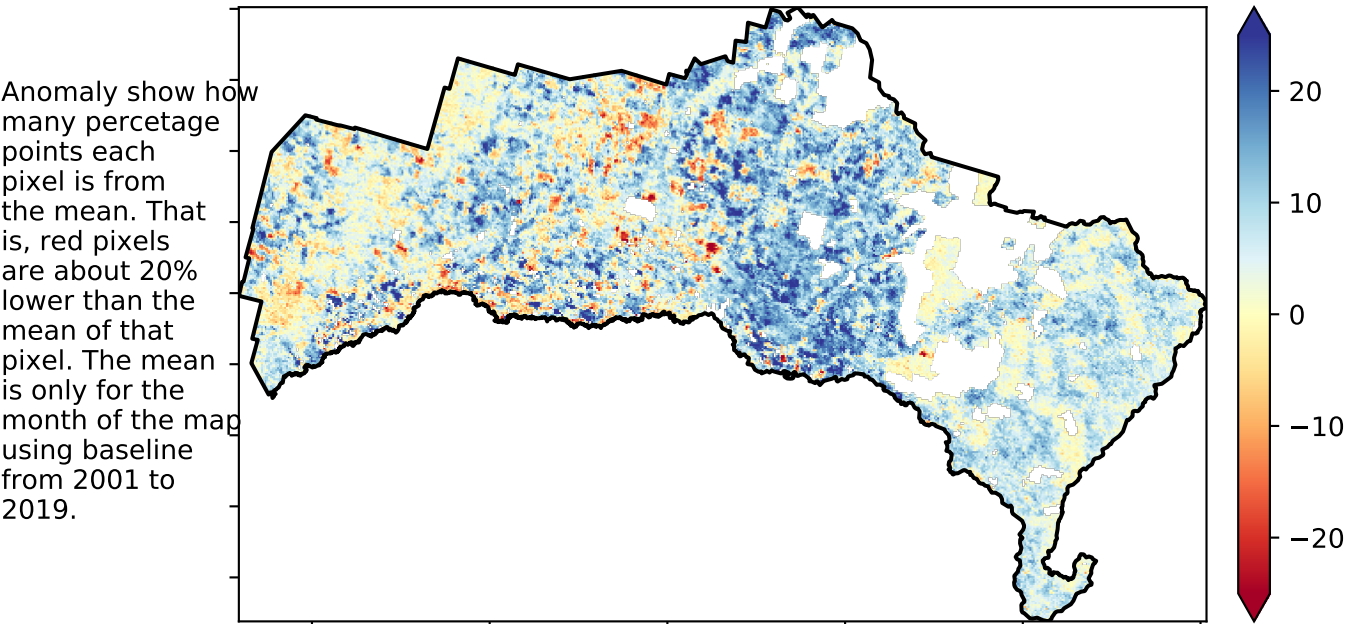 Anomaly show how
many percetage
points each
pixel is from
the mean. That
is, red pixels
are about 20%
lower than the
mean of that
pixel. The mean
is only for the
month of the map
using baseline
from 2001 to
2019.
20
10
0
−10
−20